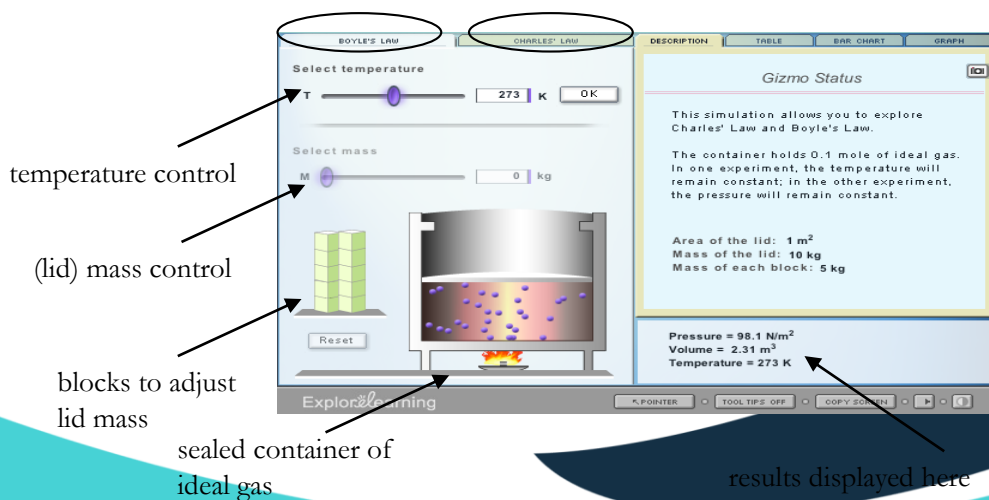 BOYLE'S LAW
CHARLES' LAW
DESCRIPTION
TABLE
BAR CHART
GRAPH
Select temperature
T
273 K
OK
Select mass
M
0 kg
Reset
Gizmo Status
This simulation allows you to explore
Charles' Law and Boyle's Law.
The container holds 0.1 mole of ideal gas.
In one experiment, the temperature will
remain constant; in the other experiment,
the pressure will remain constant.
Area of the lid: 1 m²
Mass of the lid: 10 kg
Mass of each block: 5 kg
Pressure = 98.1 N/m²
Volume = 2.31 m³
Temperature = 273 K
ExploreLearning
POINTER
TOOL TIPS OFF
COPY SCREEN
temperature control
(lid) mass control
blocks to adjust
lid mass
sealed container of
ideal gas
results displayed here